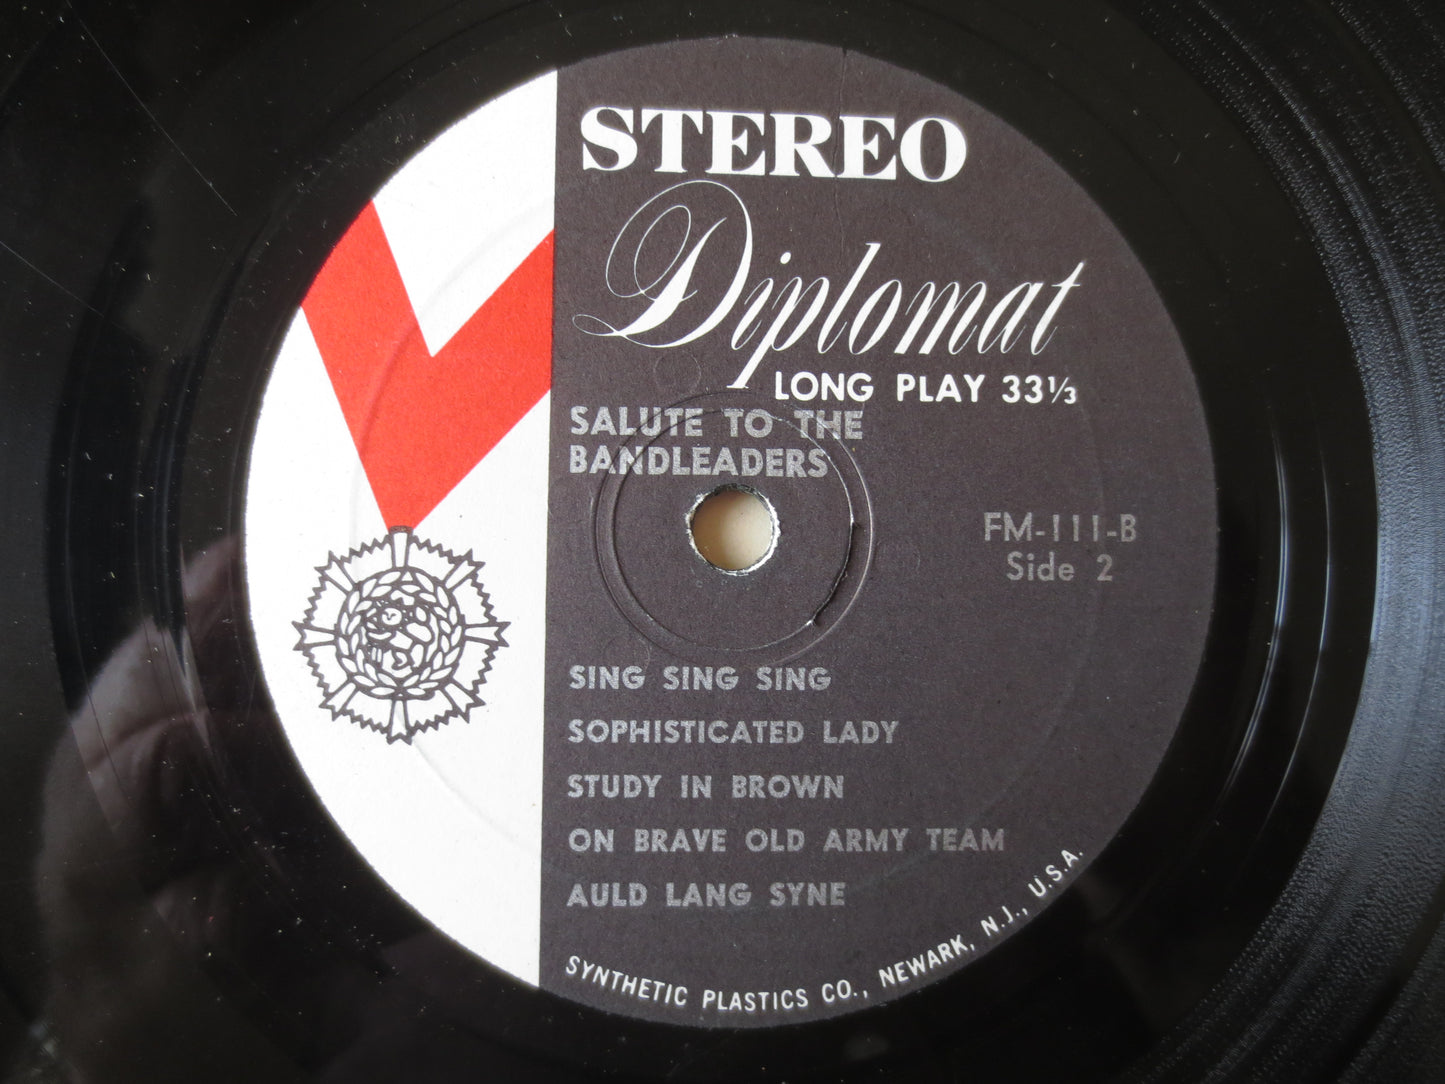 STEREO
Diplomat
LONG PLAY 33⅓
SALUTE TO THE
BANDLEADERS
FM-111-B
Side 2
SING SING SING
SOPHISTICATED LADY
STUDY IN BROWN
ON BRAVE OLD ARMY TEAM
AULD LANG SYNE
SYNTHETIC PLASTICS CO., NEWARK, N.J., U.S.A.